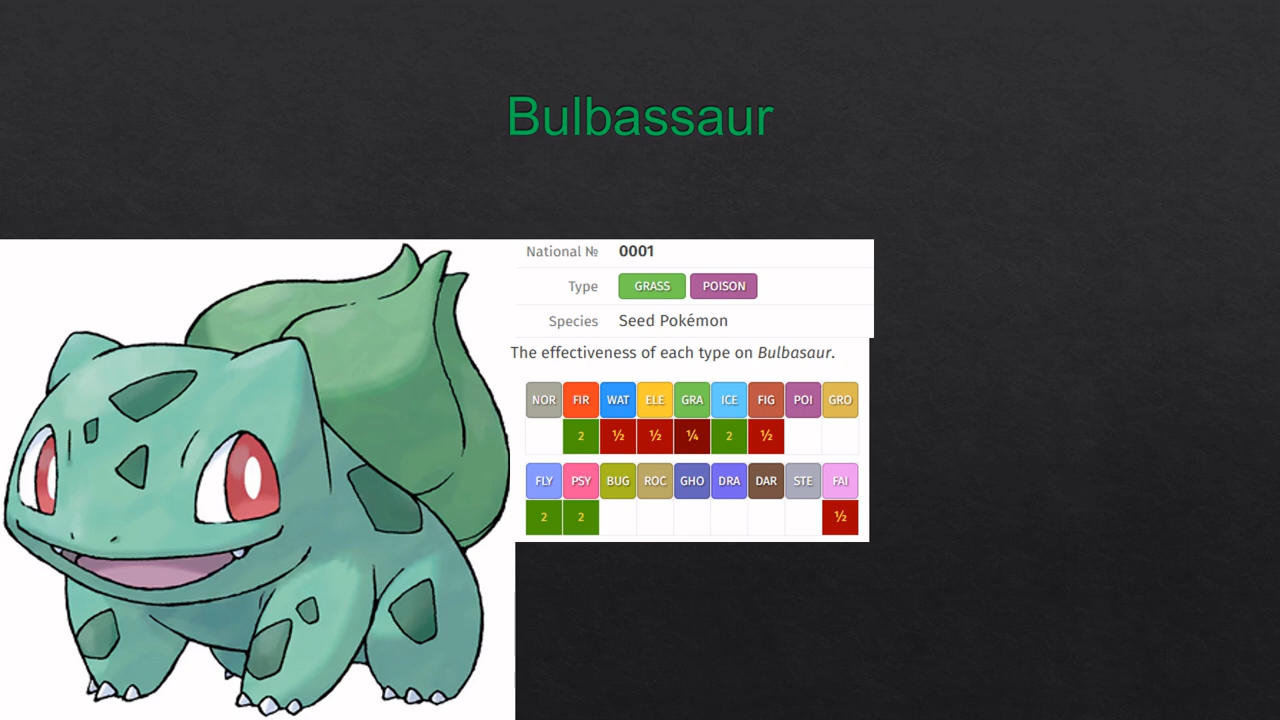 Bulbassaur
National № 0001
Type GRASS POISON
Species Seed Pokémon
The effectiveness of each type on Bulbasaur.
NOR FIR WAT ELE GRA ICE FIG POI GRO
2 ½ ½ ¼ 2 ½
FLY PSY BUG ROC GHO DRA DAR STE FAI
2 2 ½